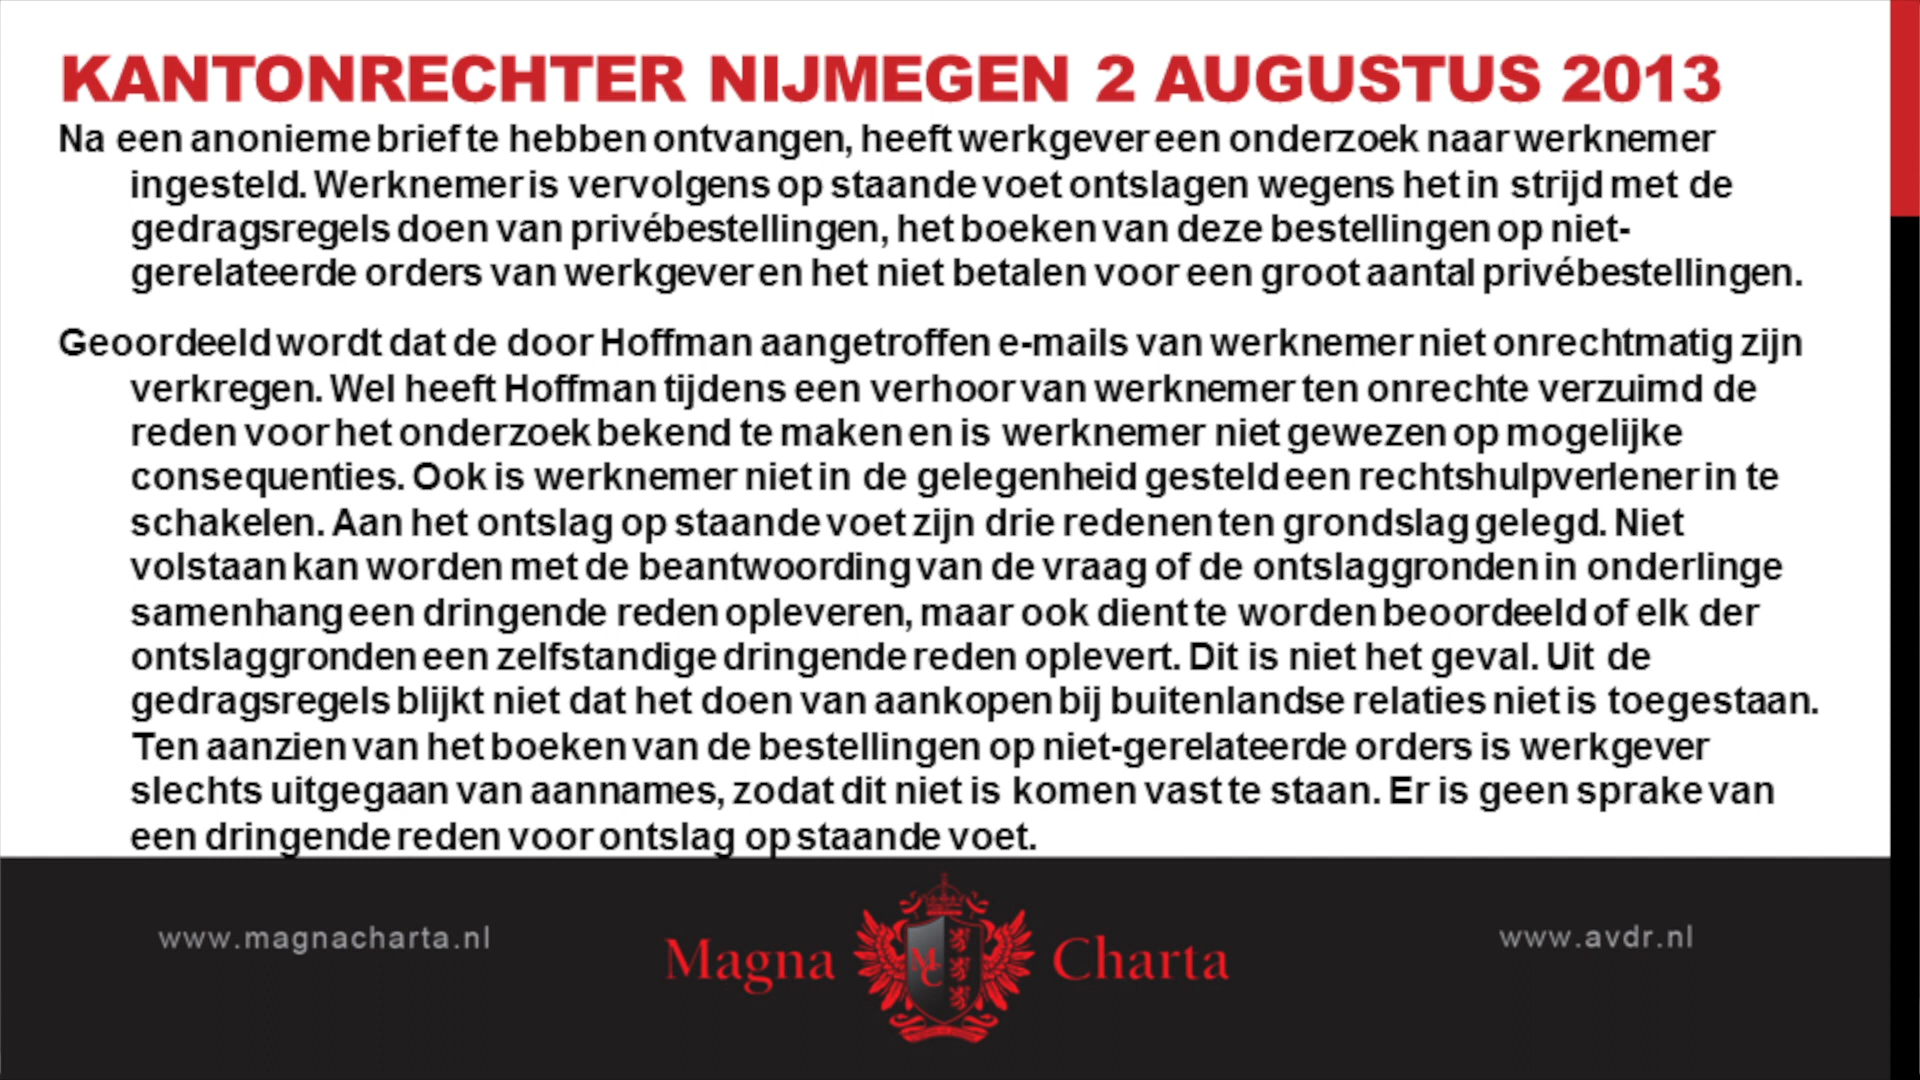 KANTONRECHTER NIJMEGEN 2 AUGUSTUS 2013
Na een anonieme brief te hebben ontvangen, heeft werkgever een onderzoek naar werknemer
ingesteld. Werknemer is vervolgens op staande voet ontslagen wegens het in strijd met de
gedragsregels doen van privébestellingen, het boeken van deze bestellingen op niet-
gerelateerde orders van werkgever en het niet betalen voor een groot aantal privébestellingen.
Geoordeeld wordt dat de door Hoffman aangetroffen e-mails van werknemer niet onrechtmatig zijn
verkregen. Wel heeft Hoffman tijdens een verhoor van werknemer ten onrechte verzuimd de
reden voor het onderzoek bekend te maken en is werknemer niet gewezen op mogelijke
consequenties. Ook is werknemer niet in de gelegenheid gesteld een rechtshulpverlener in te
schakelen. Aan het ontslag op staande voet zijn drie redenen ten grondslag gelegd. Niet
volstaan kan worden met de beantwoording van de vraag of de ontslaggronden in onderlinge
samenhang een dringende reden opleveren, maar ook dient te worden beoordeeld of elk der
ontslaggronden een zelfstandige dringende reden oplevert. Dit is niet het geval. Uit de
gedragsregels blijkt niet dat het doen van aankopen bij buitenlandse relaties niet is toegestaan.
Ten aanzien van het boeken van de bestellingen op niet-gerelateerde orders is werkgever
slechts uitgegaan van aannames, zodat dit niet is komen vast te staan. Er is geen sprake van
een dringende reden voor ontslag op staande voet.
www.magnacharta.nl
Magna MC Charta
www.avdr.nl